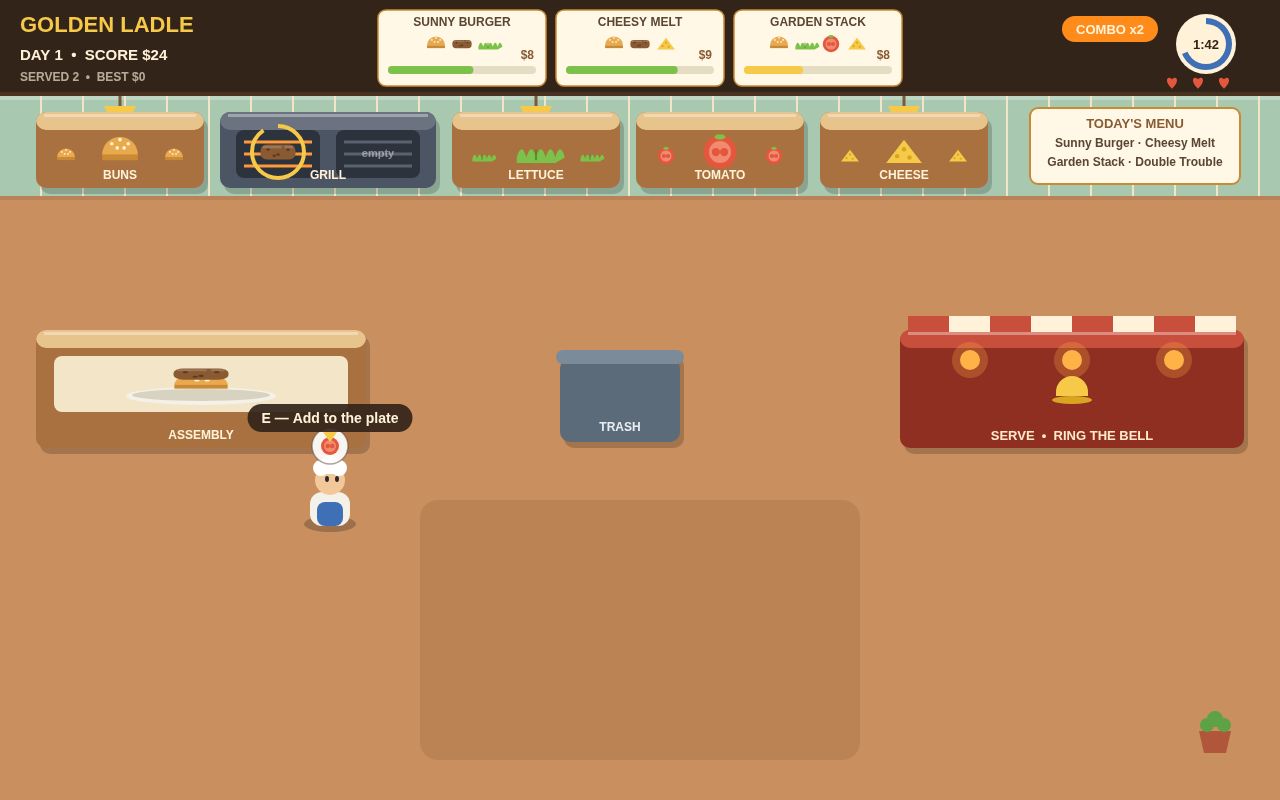 GOLDEN LADLE
DAY 1 • SCORE $24
SERVED 2 • BEST $0
SUNNY BURGER
$8
CHEESY MELT
$9
GARDEN STACK
$8
COMBO x2
1:42
BUNS
empty
GRILL
LETTUCE
TOMATO
CHEESE
TODAY'S MENU
Sunny Burger · Cheesy Melt
Garden Stack · Double Trouble
E — Add to the plate
ASSEMBLY
TRASH
SERVE • RING THE BELL